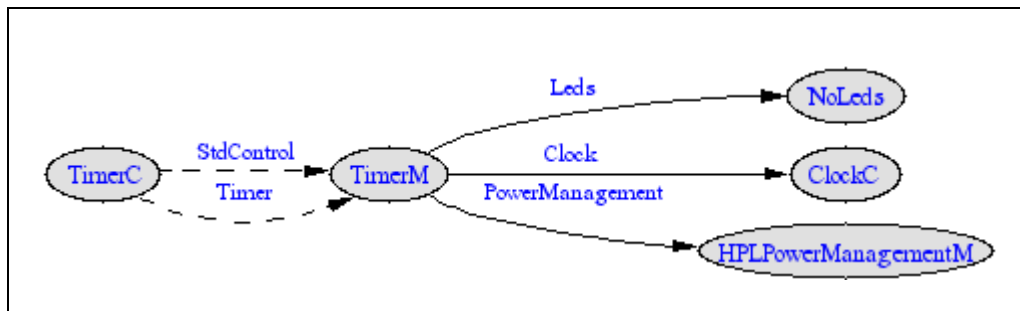 Leds
NoLeds
StdControl
Clock
TimerC
TimerM
ClockC
Timer
PowerManagement
HPLPowerManagementM